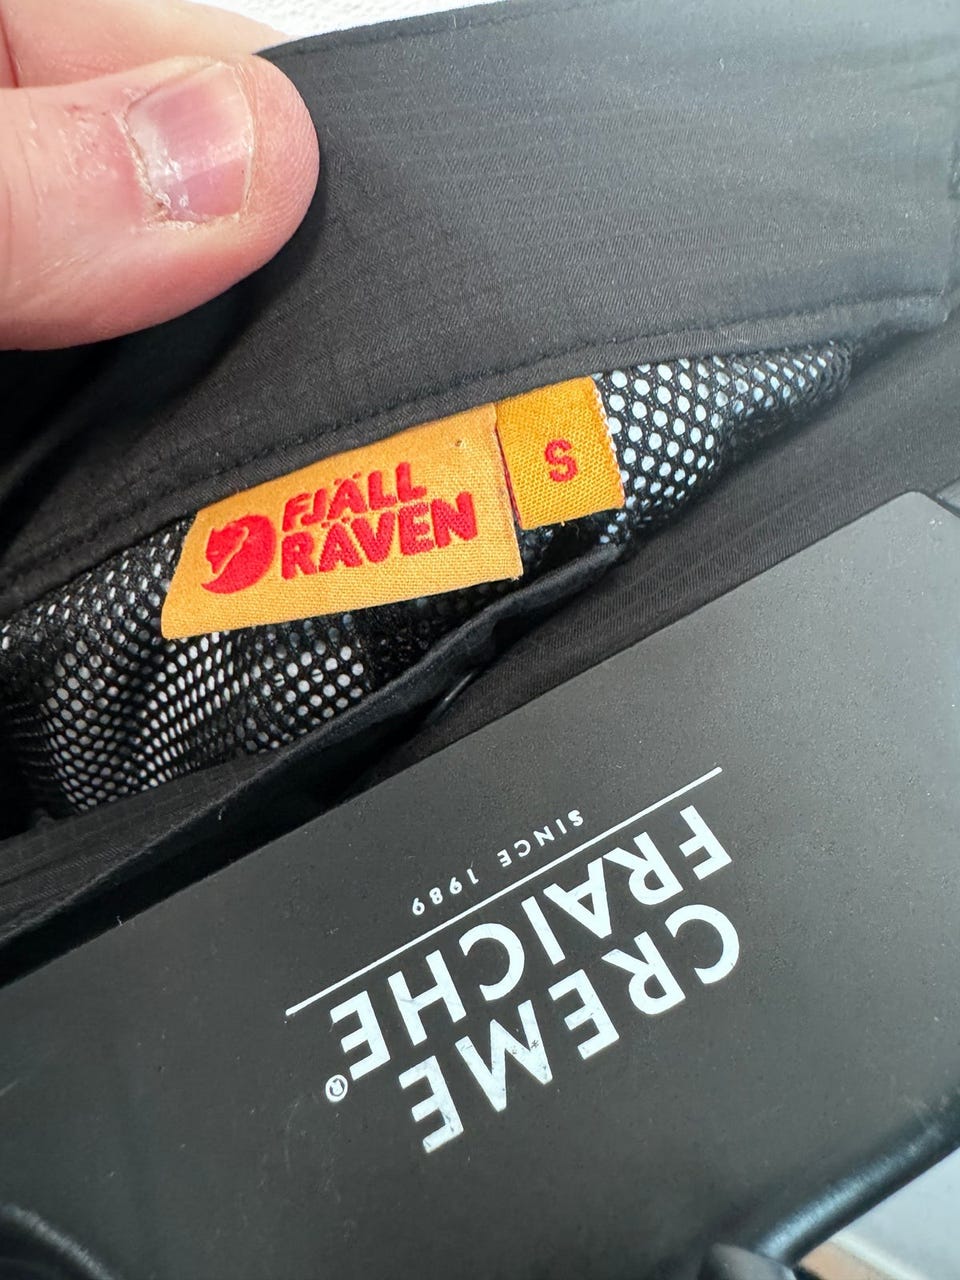 FJÄLL
RÄVEN
S
CREME
FRAICHE®
SINCE 1989